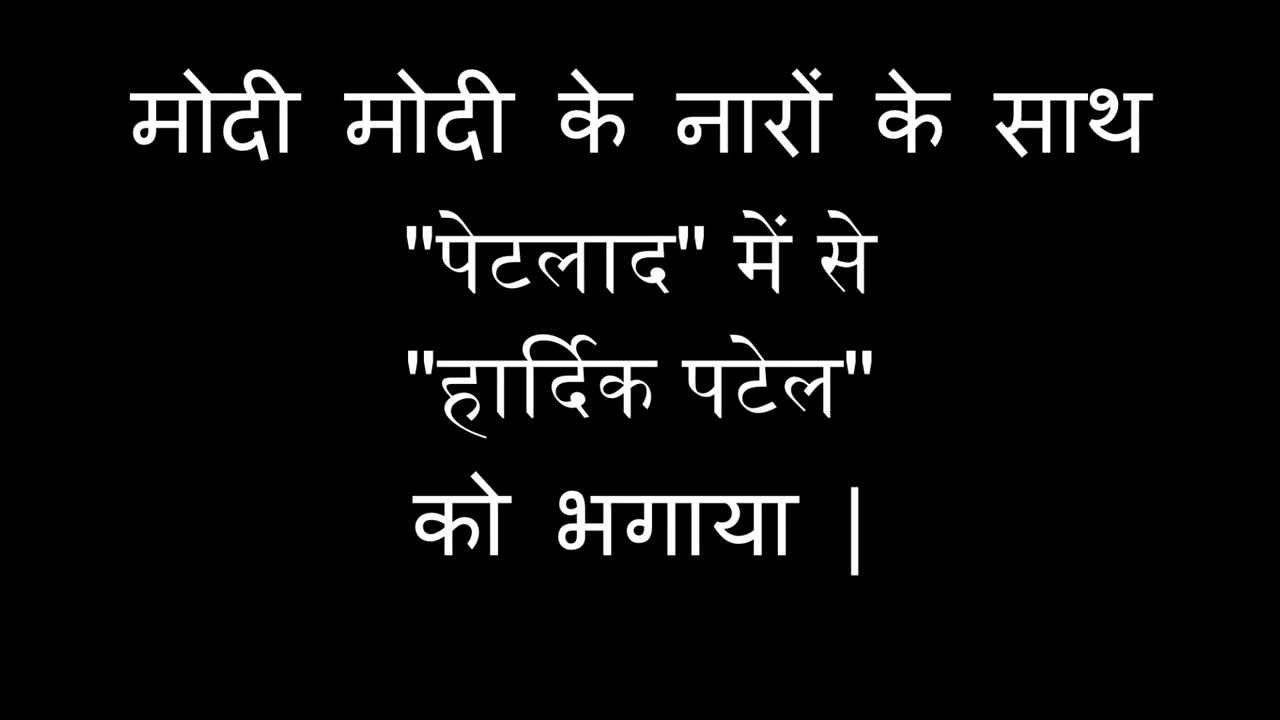 मोदी मोदी के नारों के साथ
"पेटलाद" में से
"हार्दिक पटेल"
को भगाया |